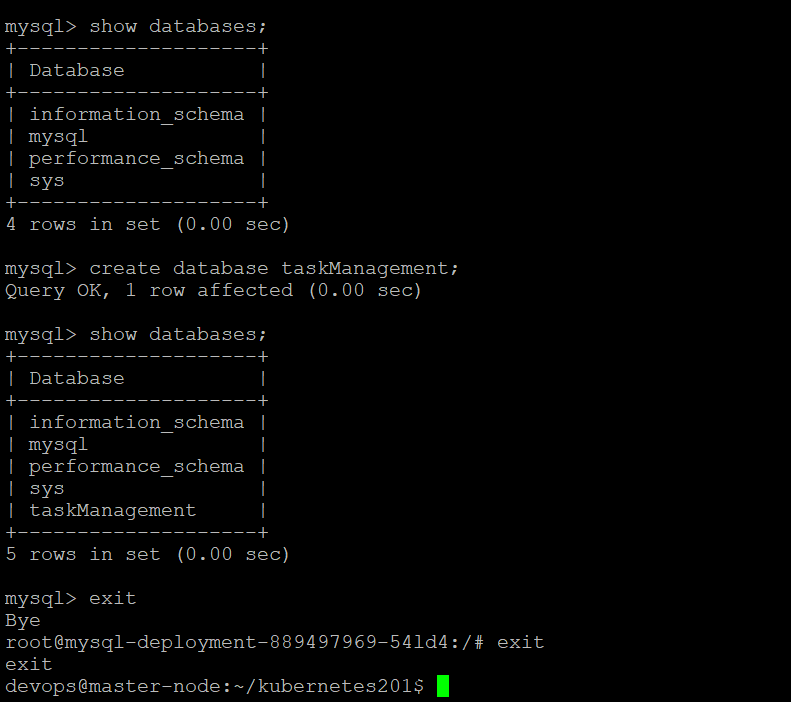 mysql> show databases;
+--------------------+
| Database           |
+--------------------+
| information_schema |
| mysql              |
| performance_schema |
| sys                |
+--------------------+
4 rows in set (0.00 sec)
mysql> create database taskManagement;
Query OK, 1 row affected (0.00 sec)
mysql> show databases;
+--------------------+
| Database           |
+--------------------+
| information_schema |
| mysql              |
| performance_schema |
| sys                |
| taskManagement     |
+--------------------+
5 rows in set (0.00 sec)
mysql> exit
Bye
root@mysql-deployment-889497969-54ld4:/# exit
exit
devops@master-node:~/kubernetes201$